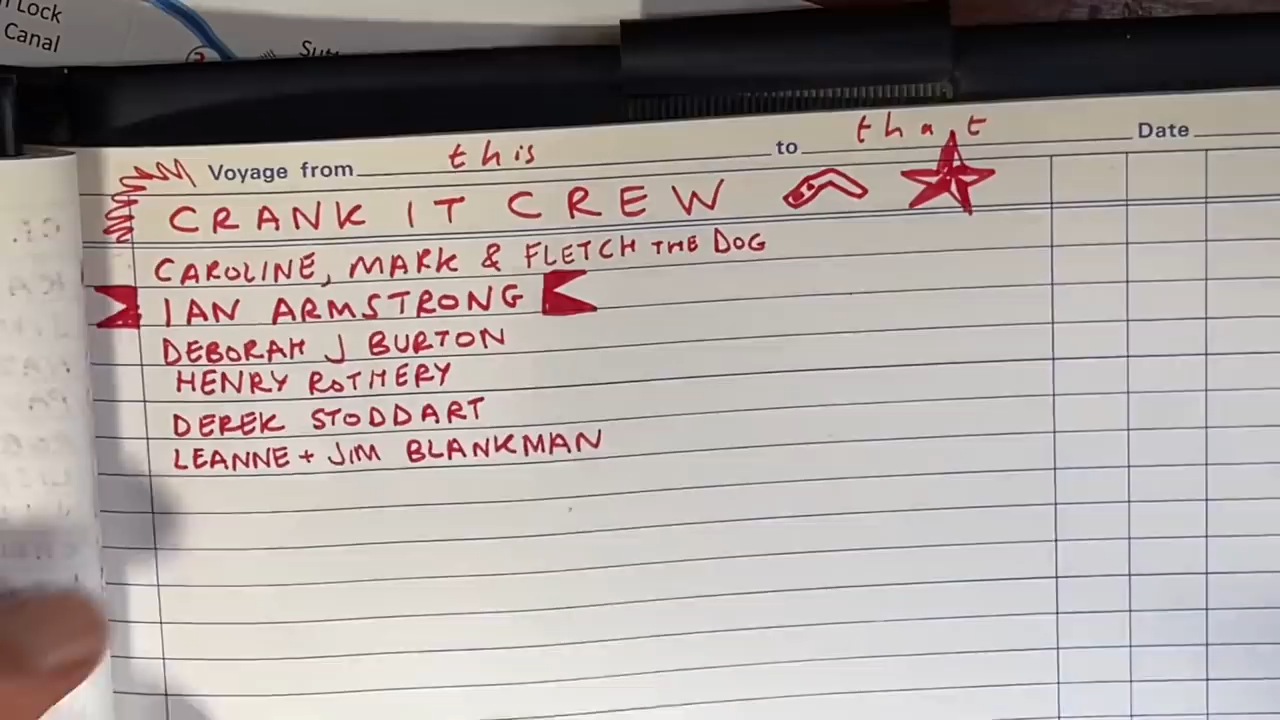 Lock
Canal
Voyage from this to that Date
CRANK IT CREW
CAROLINE, MARK & FLETCH THE DOG
IAN ARMSTRONG
DEBORAH J BURTON
HENRY ROTHERY
DEREK STODDART
LEANNE + JIM BLANKMAN